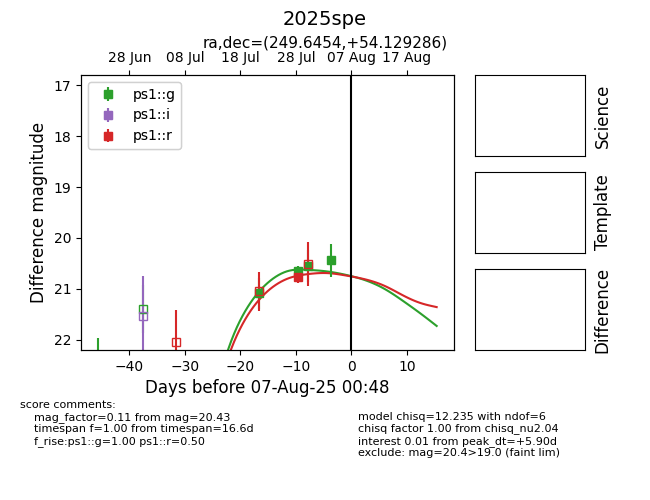 2025spe
ra,dec=(249.6454,+54.129286)
28 Jun 08 Jul 18 Jul 28 Jul 07 Aug 17 Aug
ps1::g
ps1::i
ps1::r
17
18
19
20
21
22
Difference magnitude
−40 −30 −20 −10 0 10
Days before 07-Aug-25 00:48
Science
Template
Difference
score comments:
mag_factor=0.11 from mag=20.43
timespan f=1.00 from timespan=16.6d
f_rise:ps1::g=1.00 ps1::r=0.50
model chisq=12.235 with ndof=6
chisq factor 1.00 from chisq_nu2.04
interest 0.01 from peak_dt=+5.90d
exclude: mag=20.4>19.0 (faint lim)